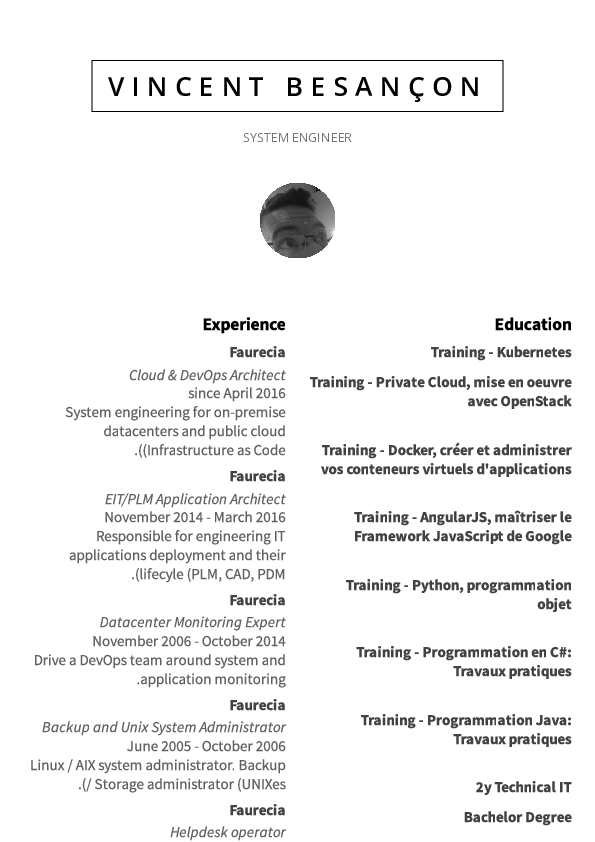 VINCENT BESANÇON
SYSTEM ENGINEER
Experience
Faurecia
Cloud & DevOps Architect
since April 2016
System engineering for on-premise
datacenters and public cloud
.((Infrastructure as Code
Faurecia
EIT/PLM Application Architect
November 2014 - March 2016
Responsible for engineering IT
applications deployment and their
.(lifecyle (PLM, CAD, PDM
Faurecia
Datacenter Monitoring Expert
November 2006 - October 2014
Drive a DevOps team around system and
.application monitoring
Faurecia
Backup and Unix System Administrator
June 2005 - October 2006
Linux / AIX system administrator. Backup
.(/ Storage administrator (UNIXes
Faurecia
Helpdesk operator
Education
Training - Kubernetes
Training - Private Cloud, mise en oeuvre
avec OpenStack
Training - Docker, créer et administrer
vos conteneurs virtuels d'applications
Training - AngularJS, maîtriser le
Framework JavaScript de Google
Training - Python, programmation
objet
Training - Programmation en C#:
Travaux pratiques
Training - Programmation Java:
Travaux pratiques
2y Technical IT
Bachelor Degree